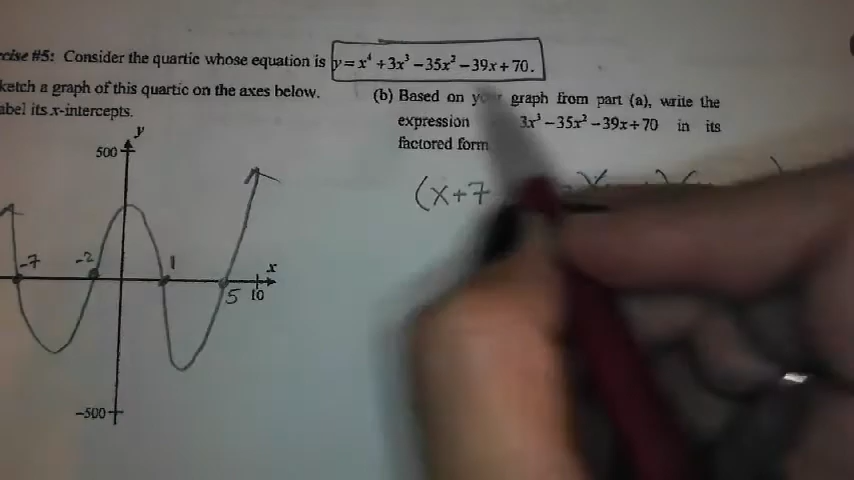 cise #5: Consider the quartic whose equation is y = x⁴ + 3x³ − 35x² − 39x + 70.
ketch a graph of this quartic on the axes below.
abel its x-intercepts.
(b) Based on your graph from part (a), write the
expression 3x³ − 35x² − 39x + 70 in its
factored form
(x+7
y
500
-7
-2
1
x
5
10
-500